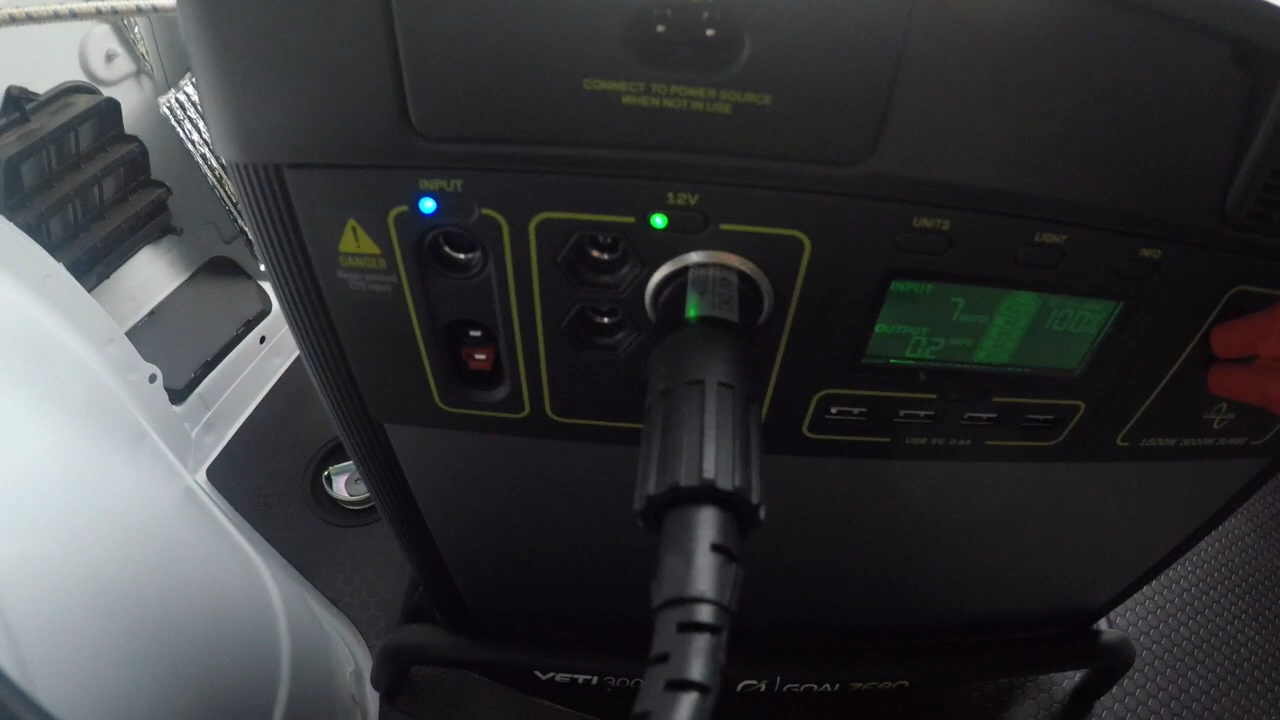 CONNECT TO POWER SOURCE
WHEN NOT IN USE
INPUT
12V
UNITS
LIGHT
INFO
DANGER
INPUT
7 WATTS
100%
OUTPUT
0.2
USB 5V, 2.4A
1500W, 3000W SURGE
YETI 300
GOAL ZERO